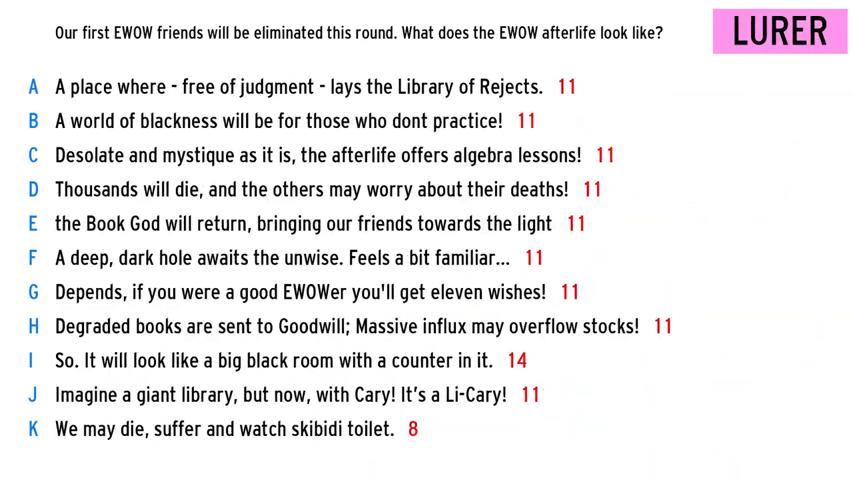 Our first EWOW friends will be eliminated this round. What does the EWOW afterlife look like?
LURER
A A place where - free of judgment - lays the Library of Rejects. 11
B A world of blackness will be for those who dont practice! 11
C Desolate and mystique as it is, the afterlife offers algebra lessons! 11
D Thousands will die, and the others may worry about their deaths! 11
E the Book God will return, bringing our friends towards the light 11
F A deep, dark hole awaits the unwise. Feels a bit familiar... 11
G Depends, if you were a good EWOWer you'll get eleven wishes! 11
H Degraded books are sent to Goodwill; Massive influx may overflow stocks! 11
I So. It will look like a big black room with a counter in it. 14
J Imagine a giant library, but now, with Cary! It's a Li-Cary! 11
K We may die, suffer and watch skibidi toilet. 8